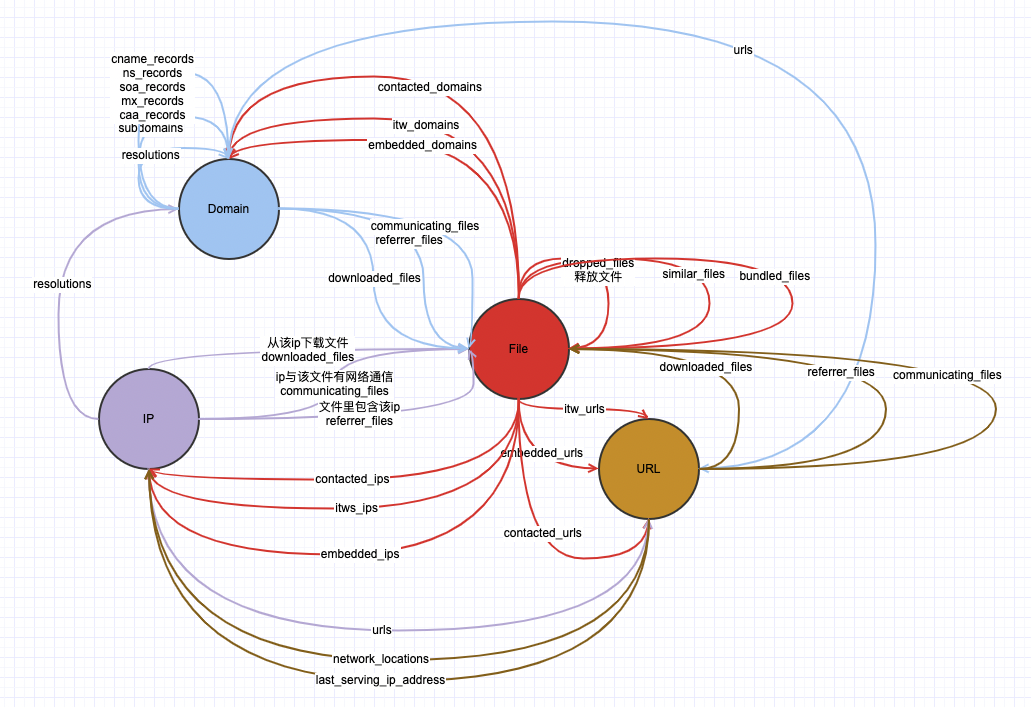 urls
cname_records
ns_records
soa_records
mx_records
caa_records
subdomains
resolutions
contacted_domains
itw_domains
embedded_domains
Domain
communicating_files
referrer_files
downloaded_files
dropped_files
释放文件
similar_files
bundled_files
resolutions
从该ip下载文件
downloaded_files
File
downloaded_files
referrer_files
communicating_files
ip与该文件有网络通信
communicating_files
文件里包含该ip
referrer_files
IP
itw_urls
embedded_urls
URL
contacted_ips
itws_ips
contacted_urls
embedded_ips
urls
network_locations
last_serving_ip_address